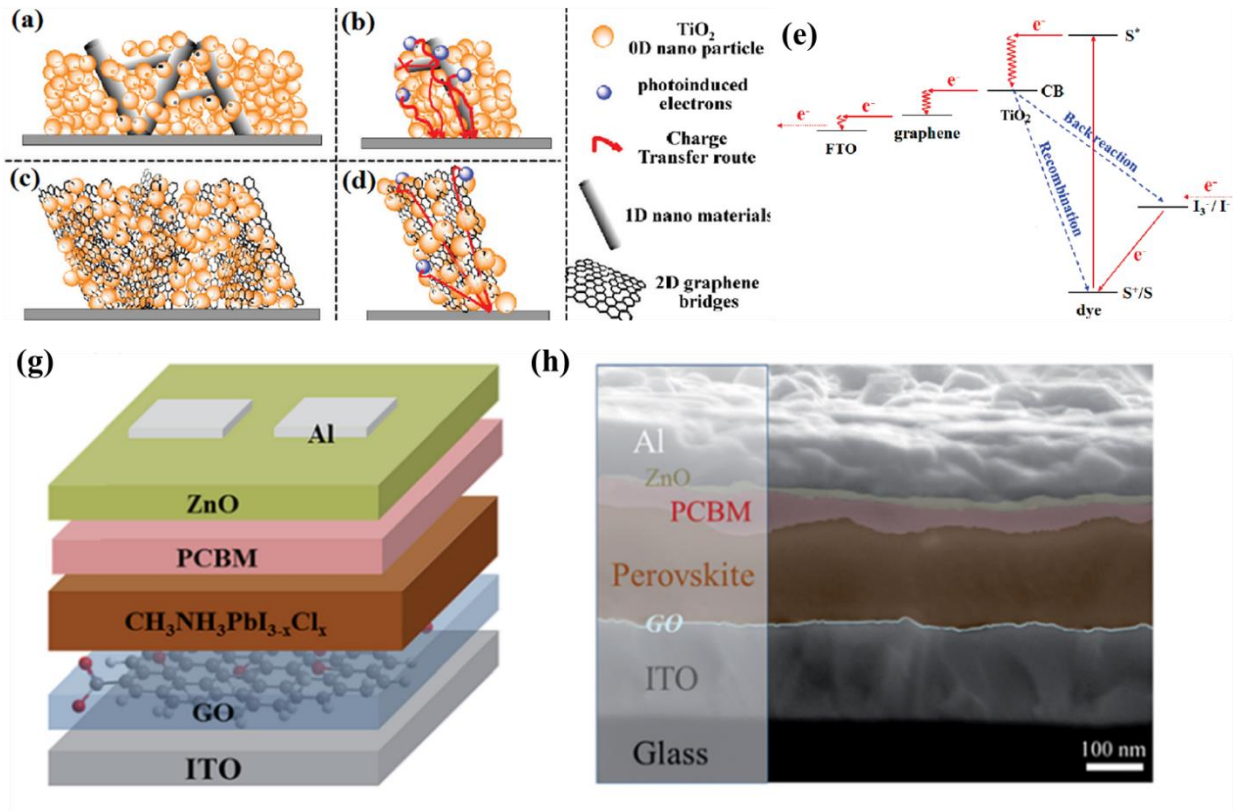 (a)
(b)
TiO₂
0D nano particle
photoinduced
electrons
Charge
Transfer route
(c)
(d)
1D nano materials
2D graphene
bridges
(e)
e⁻
S*
e⁻
CB
TiO₂
e⁻
graphene
e⁻
FTO
Back reaction
Recombination
e⁻
I₃⁻/ I⁻
e⁻
S⁺/S
dye
(g)
Al
ZnO
PCBM
CH₃NH₃PbI₃₋ₓClₓ
GO
ITO
(h)
Al
ZnO
PCBM
Perovskite
GO
ITO
Glass
100 nm